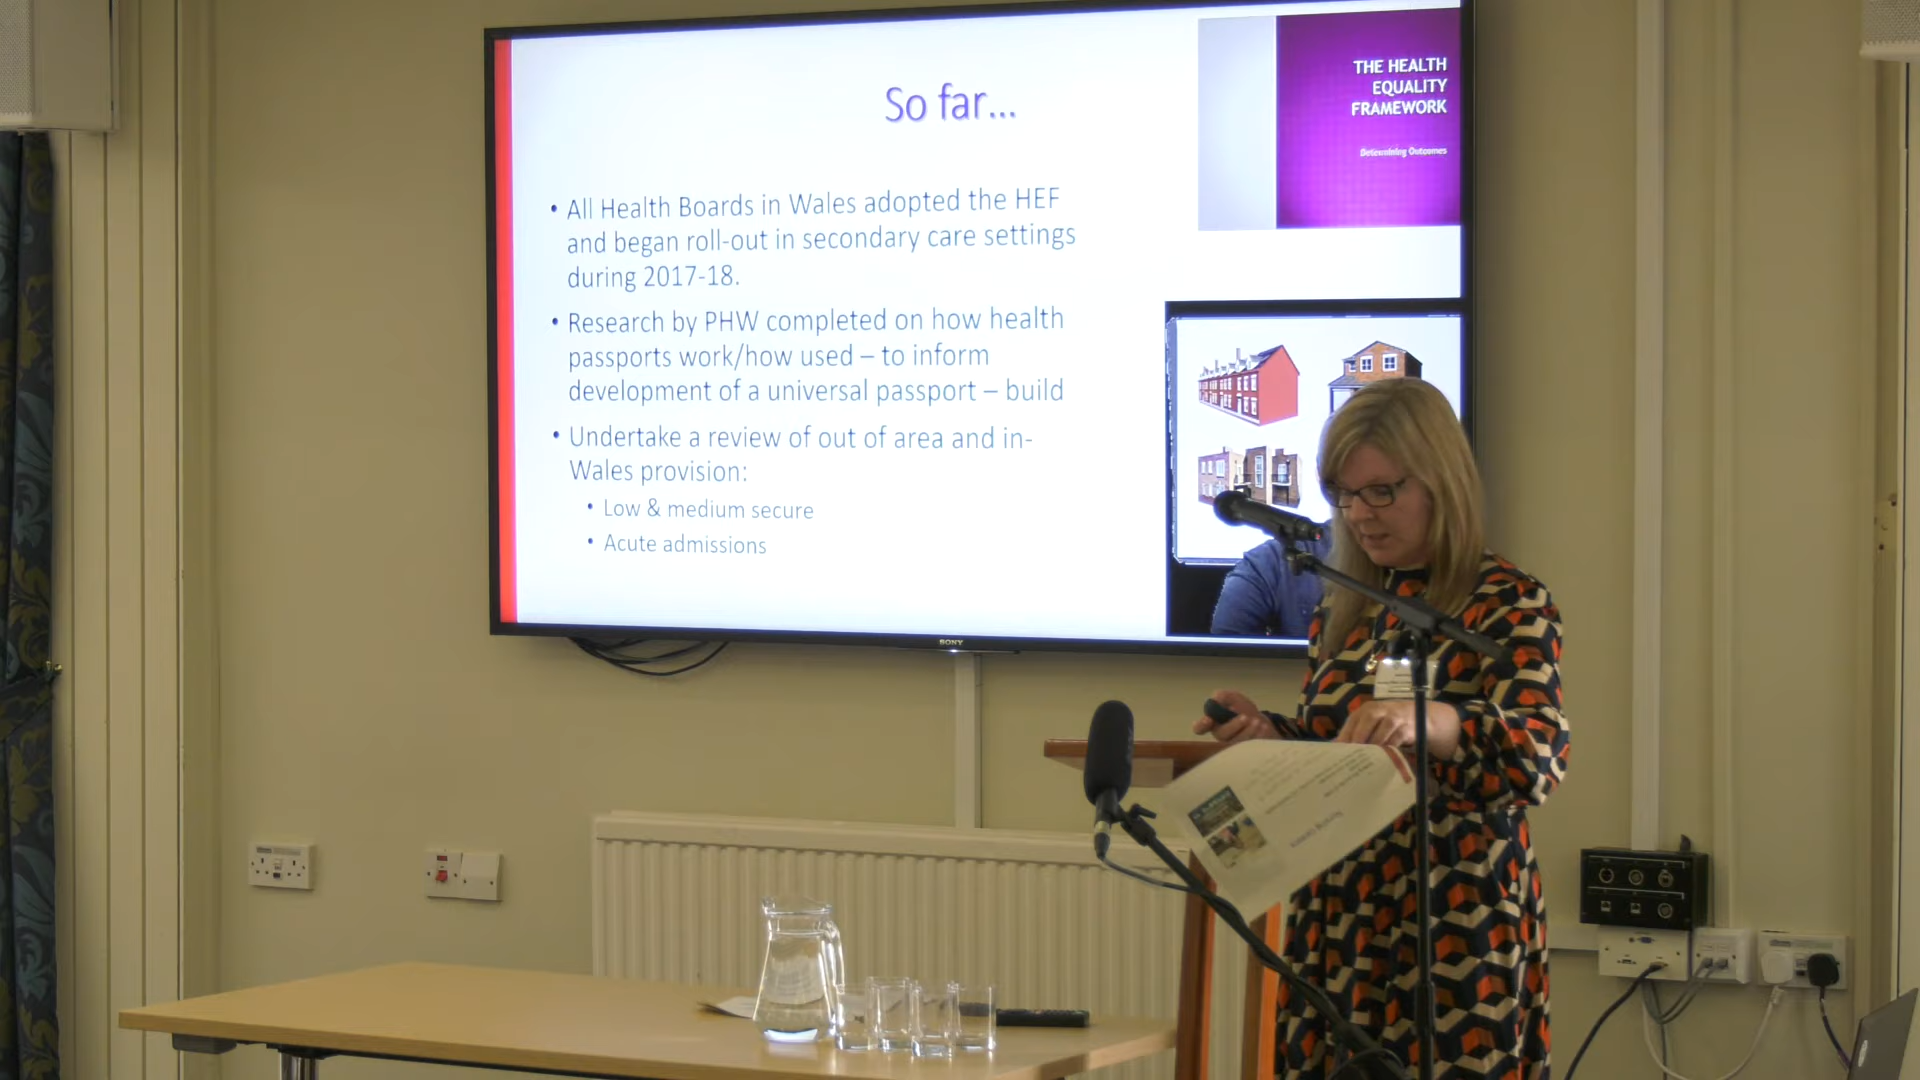 So far...
THE HEALTH
EQUALITY
FRAMEWORK
Determining Outcomes
• All Health Boards in Wales adopted the HEF
and began roll-out in secondary care settings
during 2017-18.
• Research by PHW completed on how health
passports work/how used – to inform
development of a universal passport – build
• Undertake a review of out of area and in-
Wales provision:
• Low & medium secure
• Acute admissions
SONY